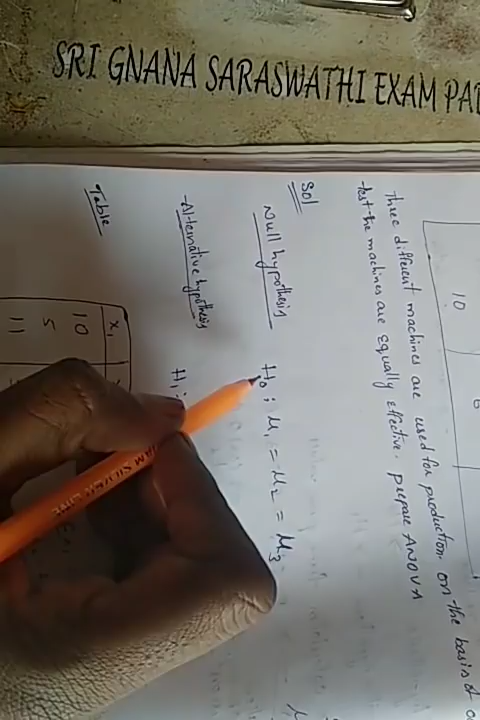 SRI GNANA SARASWATHI EXAM PAD
10 6
Three different machines are used for production. on the basis of
test the machines are equally effective. prepare ANOVA
Sol
Null hypothesis H₀ : μ₁ = μ₂ = μ₃
Alternative hypothesis H₁ :
Table
x₁
10
5
11